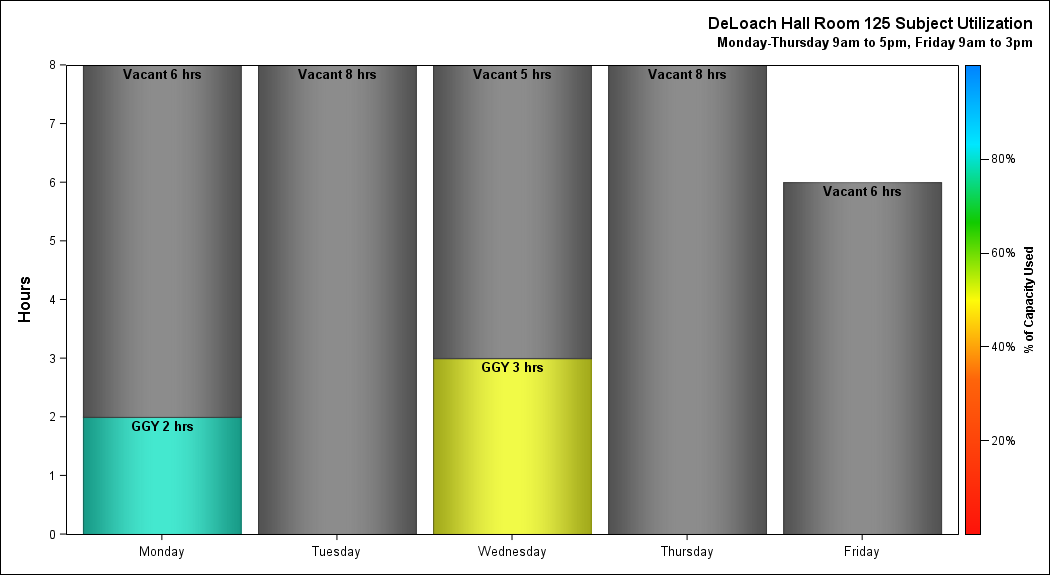 DeLoach Hall Room 125 Subject Utilization
Monday-Thursday 9am to 5pm, Friday 9am to 3pm
8
7
6
5
4
3
2
1
0
Hours
Vacant 6 hrs
GGY 2 hrs
Vacant 8 hrs
Vacant 5 hrs
GGY 3 hrs
Vacant 8 hrs
Vacant 6 hrs
Monday
Tuesday
Wednesday
Thursday
Friday
80%
60%
40%
20%
% of Capacity Used